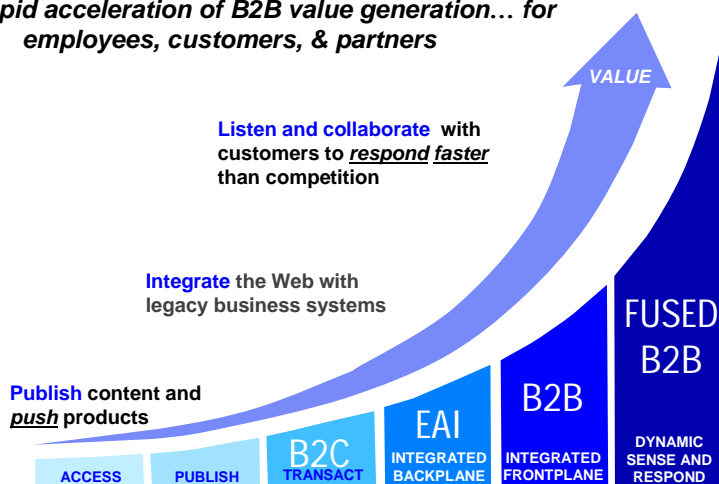 pid acceleration of B2B value generation… for
employees, customers, & partners
VALUE
Listen and collaborate with
customers to respond faster
than competition
Integrate the Web with
legacy business systems
Publish content and
push products
ACCESS
PUBLISH
B2C
TRANSACT
EAI
INTEGRATED
BACKPLANE
B2B
INTEGRATED
FRONTPLANE
FUSED
B2B
DYNAMIC
SENSE AND
RESPOND